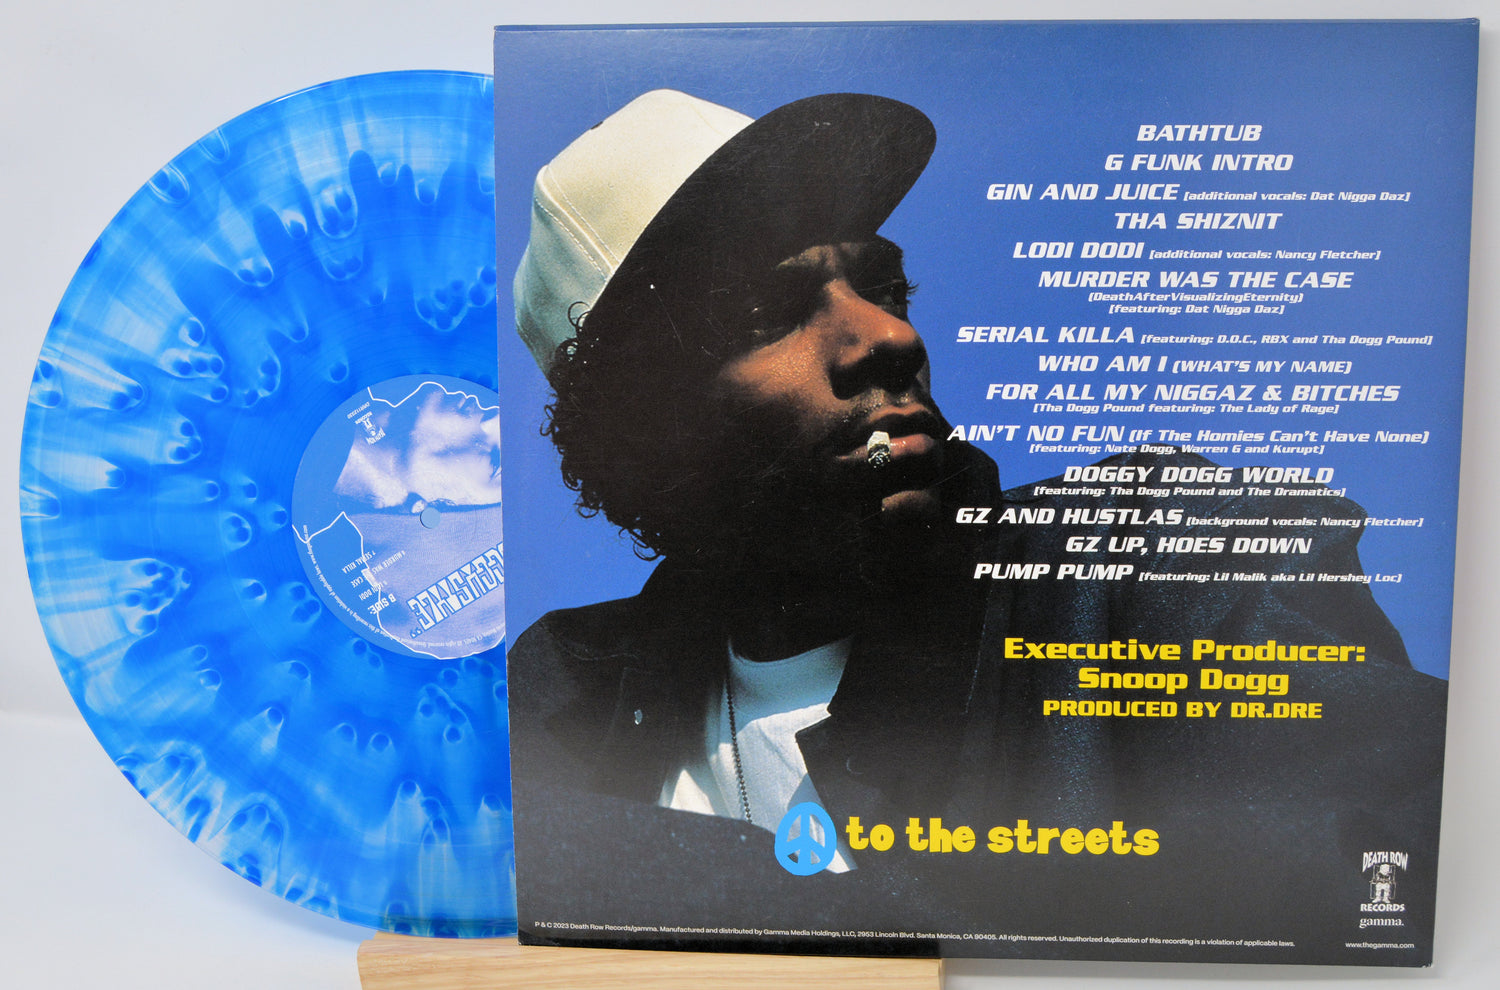 BATHTUB
G FUNK INTRO
GIN AND JUICE [additional vocals: Dat Nigga Daz]
THA SHIZNIT
LODI DODI [additional vocals: Nancy Fletcher]
MURDER WAS THE CASE
(DeathAfterVisualizingEternity)
[featuring: Dat Nigga Daz]
SERIAL KILLA [featuring: D.O.C., RBX and Tha Dogg Pound]
WHO AM I (WHAT'S MY NAME)
FOR ALL MY NIGGAZ & BITCHES
[Tha Dogg Pound featuring: The Lady of Rage]
AIN'T NO FUN (If The Homies Can't Have None)
[featuring: Nate Dogg, Warren G and Kurupt]
DOGGY DOGG WORLD
[featuring: Tha Dogg Pound and The Dramatics]
GZ AND HUSTLAS [background vocals: Nancy Fletcher]
GZ UP, HOES DOWN
PUMP PUMP [featuring: Lil Malik aka Lil Hershey Loc]
Executive Producer:
Snoop Dogg
PRODUCED BY DR.DRE
to the streets
DEATH ROW
RECORDS
gamma.
www.thegamma.com
P & C 2023 Death Row Records/gamma. Manufactured and distributed by Gamma Media Holdings, LLC, 2953 Lincoln Blvd. Santa Monica, CA 90405. All rights reserved. Unauthorized duplication of this recording is a violation of applicable laws.
B SIDE:
LODI DODI
MURDER WAS
CASE
SERIAL KILLA